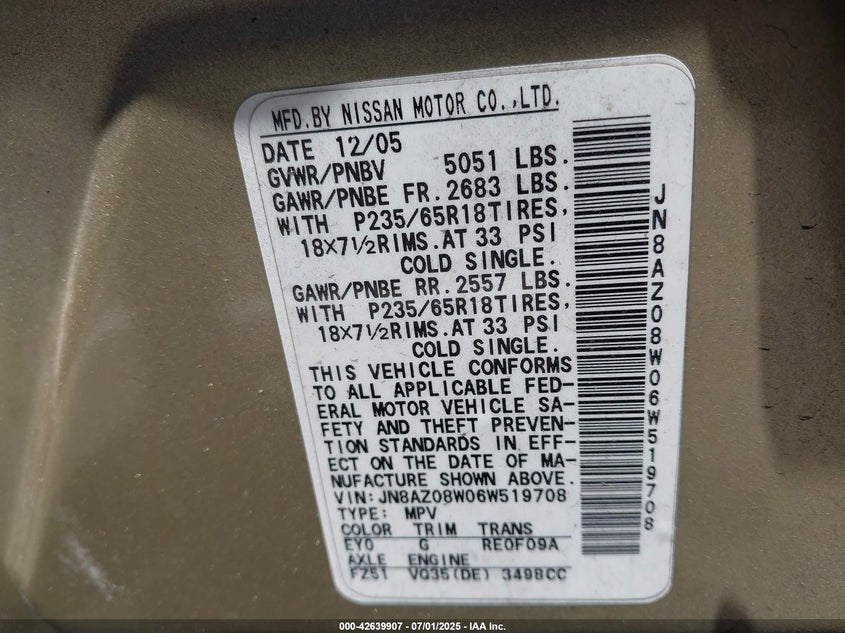 MFD.BY NISSAN MOTOR CO.,LTD.
DATE 12/05
GVWR/PNBV 5051 LBS.
GAWR/PNBE FR. 2683 LBS.
WITH P235/65R18TIRES,
18X7½RIMS.AT 33 PSI
COLD SINGLE.
GAWR/PNBE RR. 2557 LBS.
WITH P235/65R18TIRES,
18X7½RIMS.AT 33 PSI
COLD SINGLE.
THIS VEHICLE CONFORMS
TO ALL APPLICABLE FED-
ERAL MOTOR VEHICLE SA-
FETY AND THEFT PREVEN-
TION STANDARDS IN EFF-
ECT ON THE DATE OF MA-
NUFACTURE SHOWN ABOVE.
VIN:JN8AZ08W06W519708
TYPE: MPV
COLOR TRIM TRANS
EY0 G RE0F09A
AXLE ENGINE
FZ51 VQ35(DE) 3498CC
JN8AZ08W06W519708
000-42639907 - 07/01/2025 - IAA Inc.